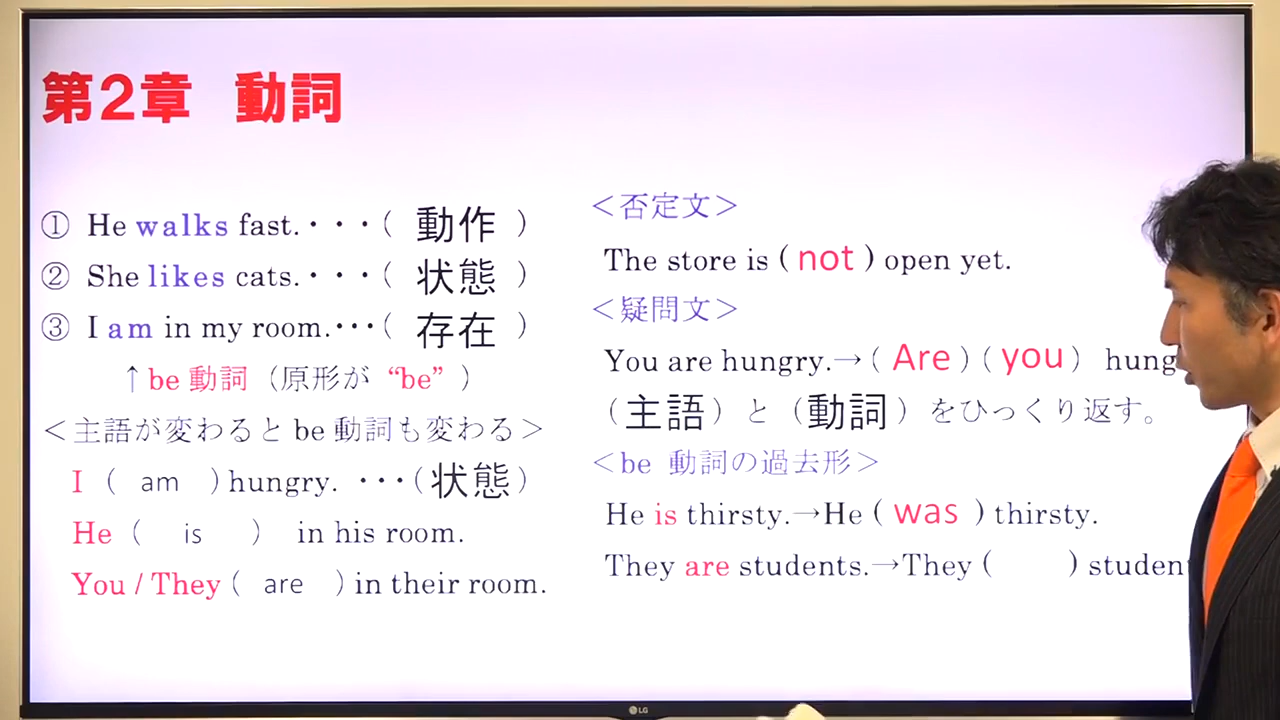 第2章 動詞
① He walks fast.・・・( 動作 )
② She likes cats.・・・( 状態 )
③ I am in my room.・・・( 存在 )
↑be 動詞（原形が “be”）
＜主語が変わると be 動詞も変わる＞
I ( am )hungry. ・・・(状態)
He ( is ) in his room.
You / They ( are )in their room.
＜否定文＞
The store is ( not ) open yet.
＜疑問文＞
You are hungry.→( Are )( you ) hung
（主語）と（動詞）をひっくり返す。
＜be 動詞の過去形＞
He is thirsty.→He ( was ) thirsty.
They are students.→They ( ) studen
LG